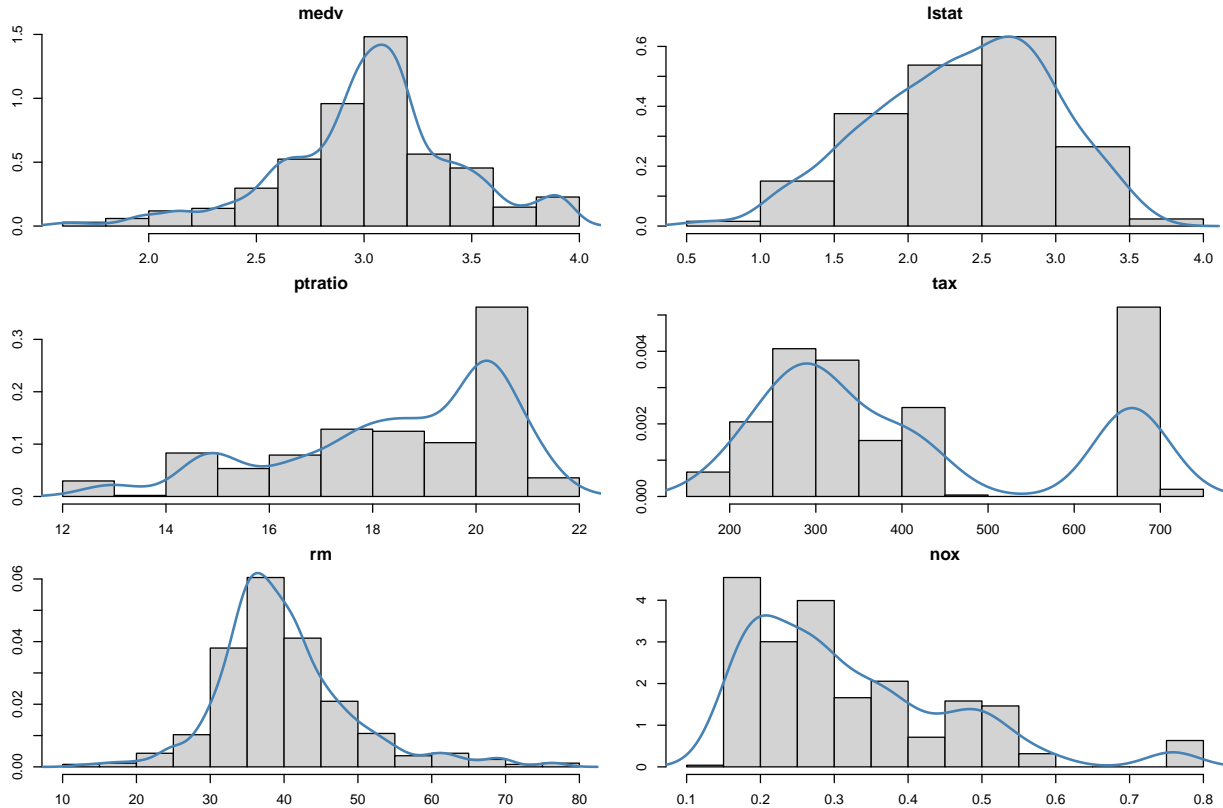 medv
0.0 0.5 1.0 1.5
2.0 2.5 3.0 3.5 4.0
lstat
0.0 0.2 0.4 0.6
0.5 1.0 1.5 2.0 2.5 3.0 3.5 4.0
ptratio
0.0 0.1 0.2 0.3
12 14 16 18 20 22
tax
0.000 0.002 0.004
200 300 400 500 600 700
rm
0.00 0.02 0.04 0.06
10 20 30 40 50 60 70 80
nox
0 1 2 3 4
0.1 0.2 0.3 0.4 0.5 0.6 0.7 0.8